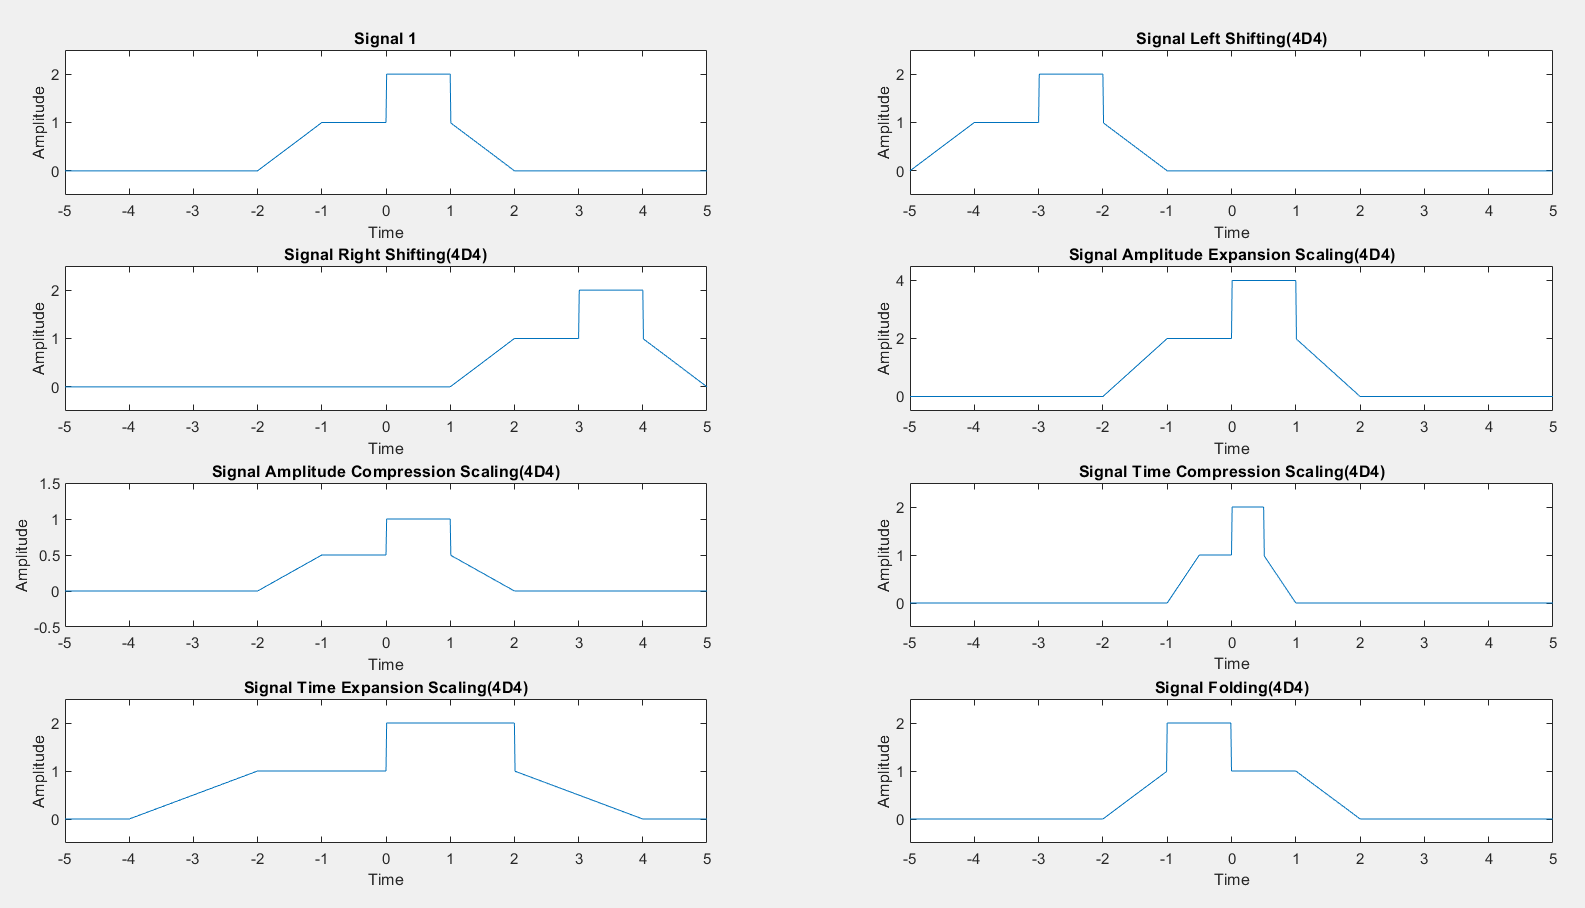 Signal 1
Amplitude
2
1
0
-5 -4 -3 -2 -1 0 1 2 3 4 5
Time
Signal Left Shifting(4D4)
Amplitude
2
1
0
-5 -4 -3 -2 -1 0 1 2 3 4 5
Time
Signal Right Shifting(4D4)
Amplitude
2
1
0
-5 -4 -3 -2 -1 0 1 2 3 4 5
Time
Signal Amplitude Expansion Scaling(4D4)
Amplitude
4
2
0
-5 -4 -3 -2 -1 0 1 2 3 4 5
Time
Signal Amplitude Compression Scaling(4D4)
Amplitude
1.5
1
0.5
0
-0.5
-5 -4 -3 -2 -1 0 1 2 3 4 5
Time
Signal Time Compression Scaling(4D4)
Amplitude
2
1
0
-5 -4 -3 -2 -1 0 1 2 3 4 5
Time
Signal Time Expansion Scaling(4D4)
Amplitude
2
1
0
-5 -4 -3 -2 -1 0 1 2 3 4 5
Time
Signal Folding(4D4)
Amplitude
2
1
0
-5 -4 -3 -2 -1 0 1 2 3 4 5
Time